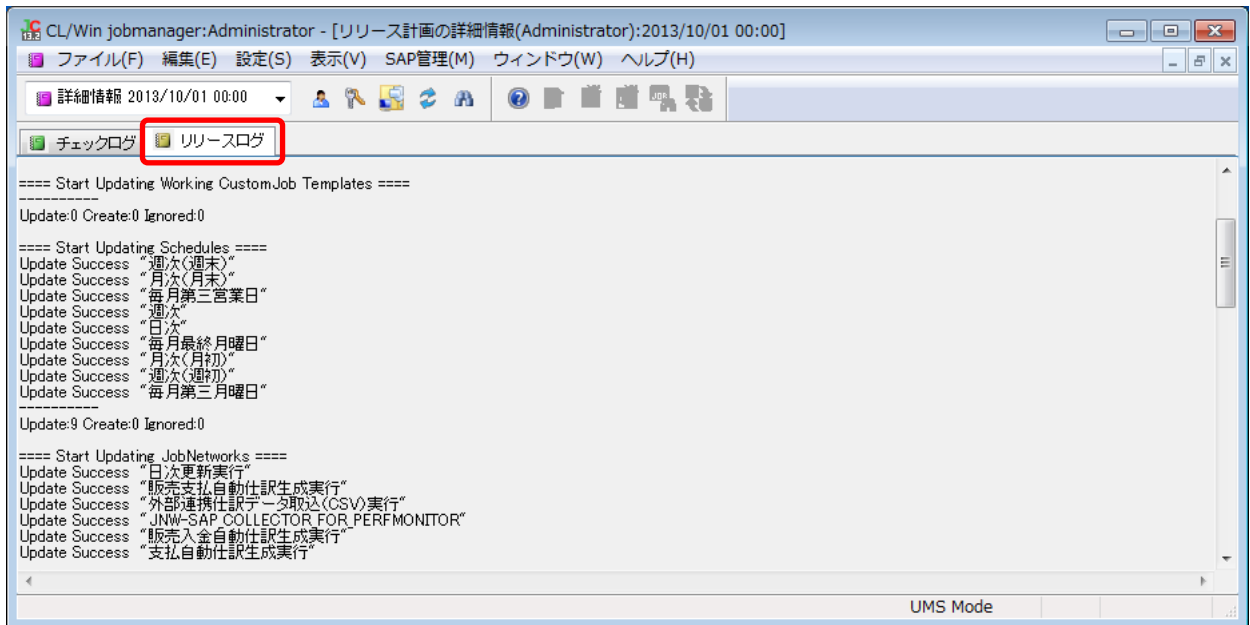 CL/Win jobmanager:Administrator - [リリース計画の詳細情報(Administrator):2013/10/01 00:00]
ファイル(F) 編集(E) 設定(S) 表示(V) SAP管理(M) ウィンドウ(W) ヘルプ(H)
詳細情報 2013/10/01 00:00
チェックログ リリースログ
==== Start Updating Working CustomJob Templates ====
----------
Update:0 Create:0 Ignored:0
==== Start Updating Schedules ====
Update Success "週次(週末)"
Update Success "月次(月末)"
Update Success "毎月第三営業日"
Update Success "週次"
Update Success "日次"
Update Success "毎月最終月曜日"
Update Success "月次(月初)"
Update Success "週次(週初)"
Update Success "毎月第三月曜日"
----------
Update:9 Create:0 Ignored:0
==== Start Updating JobNetworks ====
Update Success "日次更新実行"
Update Success "販売支払自動仕訳生成実行"
Update Success "外部連携仕訳データ取込(CSV)実行"
Update Success "JNW-SAP_COLLECTOR_FOR_PERFMONITOR"
Update Success "販売入金自動仕訳生成実行"
Update Success "支払自動仕訳生成実行"
UMS Mode